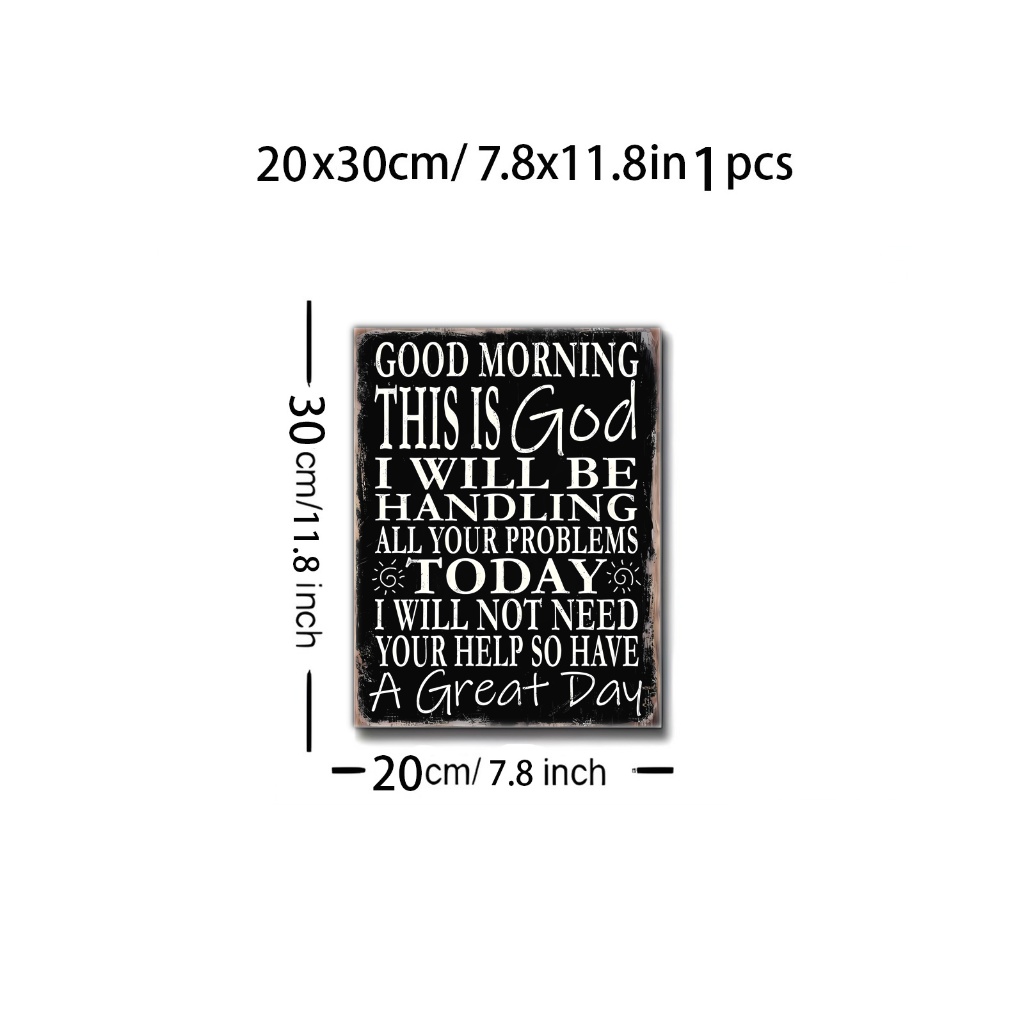 20x30cm/ 7.8x11.8in 1 pcs
GOOD MORNING
THIS IS God
I WILL BE
HANDLING
ALL YOUR PROBLEMS
TODAY
I WILL NOT NEED
YOUR HELP SO HAVE
A Great Day
30cm/11.8 inch
20cm/ 7.8 inch